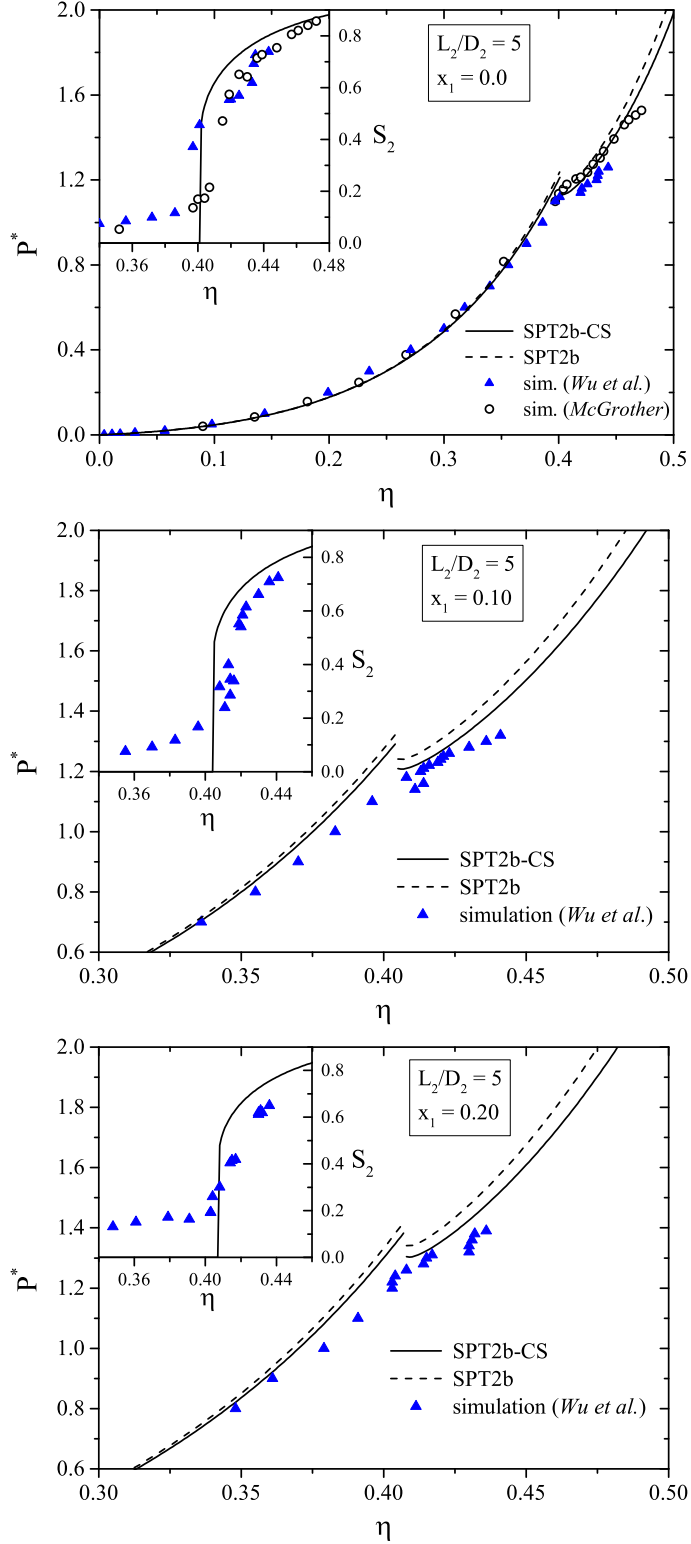 2.0
1.6
1.2
0.8
0.4
0.0
P*
0.8
0.6
0.4
0.2
0.0
S₂
0.36 0.40 0.44 0.48
η
L₂/D₂ = 5
x₁ = 0.0
SPT2b-CS
SPT2b
sim. (Wu et al.)
sim. (McGrother)
0.0 0.1 0.2 0.3 0.4 0.5
η
2.0
1.8
1.6
1.4
1.2
1.0
0.8
0.6
P*
0.8
0.6
0.4
0.2
0.0
S₂
0.36 0.40 0.44
η
L₂/D₂ = 5
x₁ = 0.10
SPT2b-CS
SPT2b
simulation (Wu et al.)
0.30 0.35 0.40 0.45 0.50
η
2.0
1.8
1.6
1.4
1.2
1.0
0.8
0.6
P*
0.8
0.6
0.4
0.2
0.0
S₂
0.36 0.40 0.44
η
L₂/D₂ = 5
x₁ = 0.20
SPT2b-CS
SPT2b
simulation (Wu et al.)
0.30 0.35 0.40 0.45 0.50
η